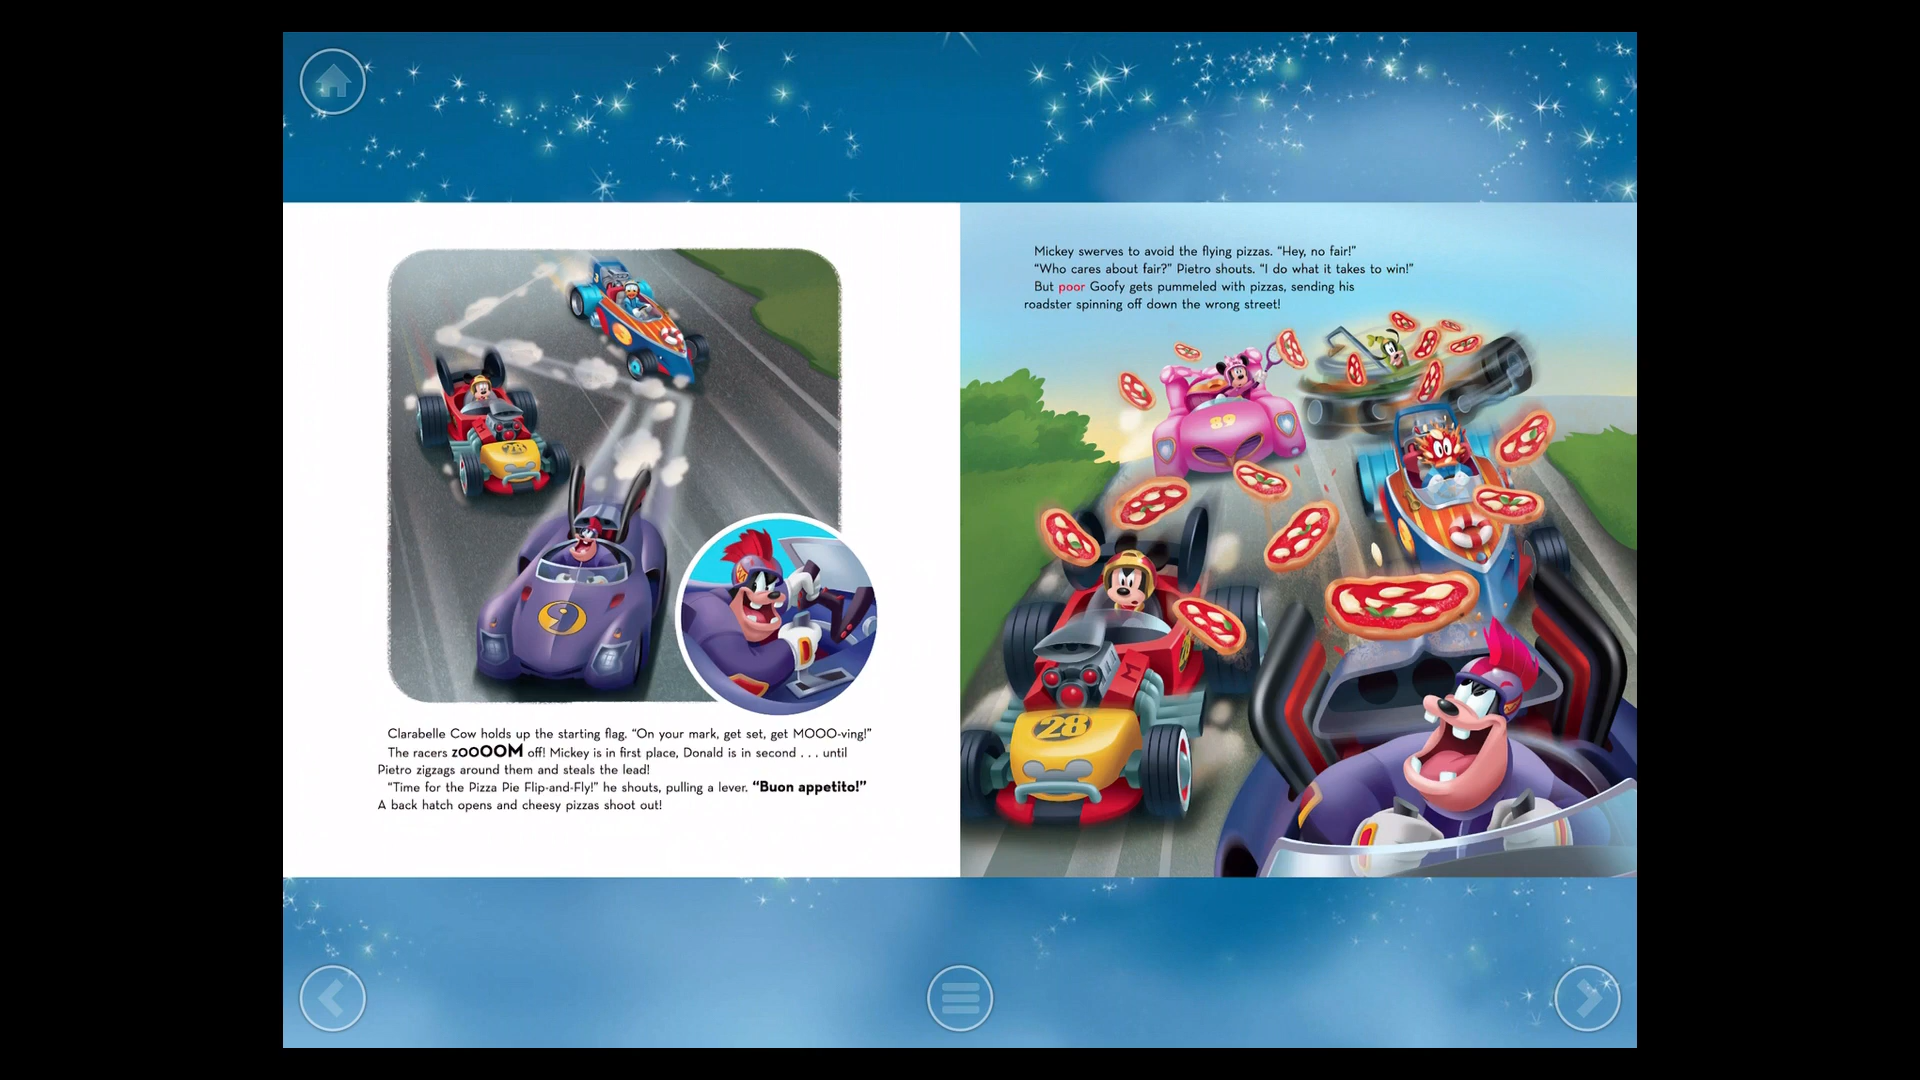 Clarabelle Cow holds up the starting flag. “On your mark, get set, get MOOO-ving!”
The racers zoOOOM off! Mickey is in first place, Donald is in second . . . until
Pietro zigzags around them and steals the lead!
“Time for the Pizza Pie Flip-and-Fly!” he shouts, pulling a lever. “Buon appetito!”
A back hatch opens and cheesy pizzas shoot out!
Mickey swerves to avoid the flying pizzas. “Hey, no fair!”
“Who cares about fair?” Pietro shouts. “I do what it takes to win!”
But poor Goofy gets pummeled with pizzas, sending his
roadster spinning off down the wrong street!
28
9
89
M
28